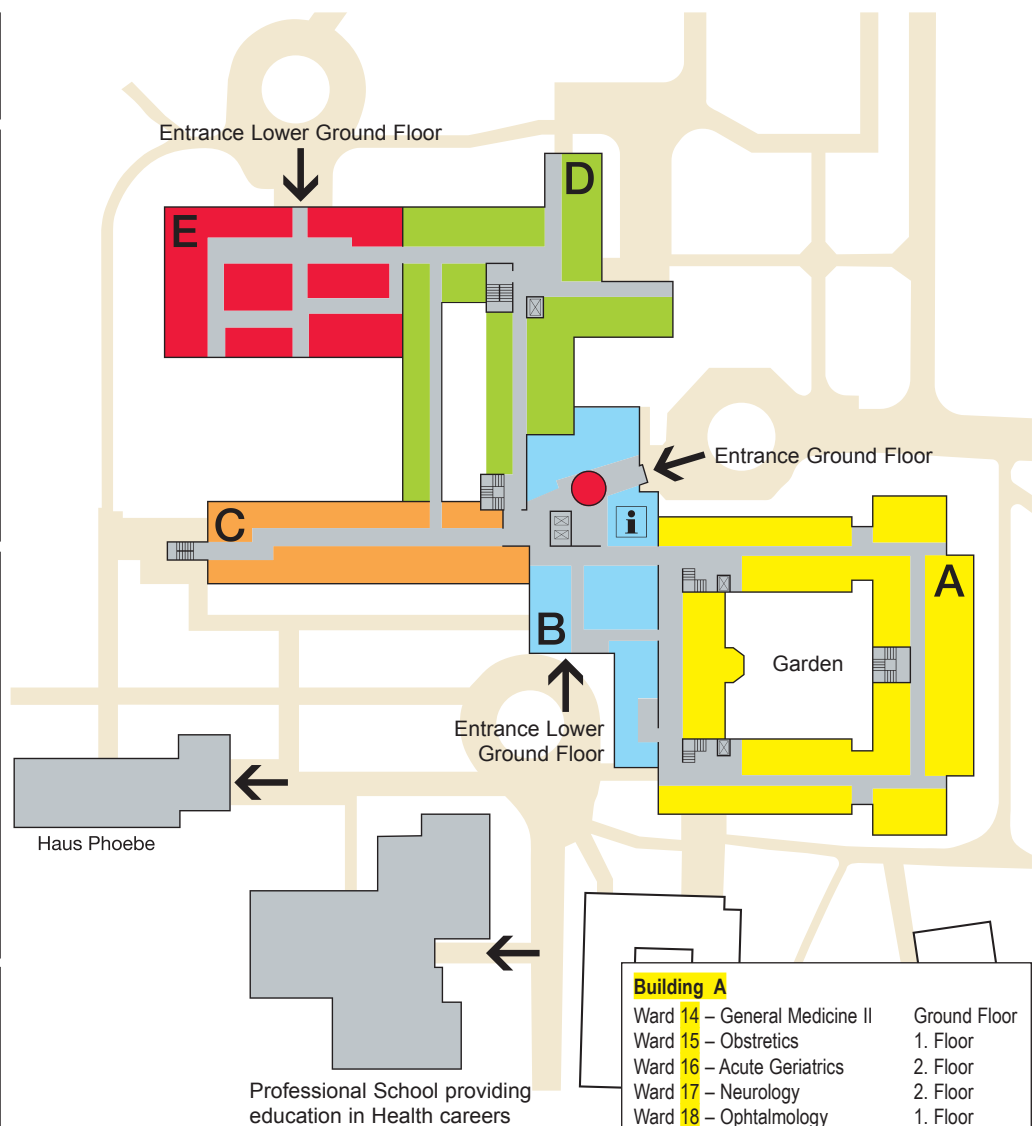 Entrance Lower Ground Floor
D
E
Entrance Ground Floor
C
i
A
B
Garden
Entrance Lower
Ground Floor
Haus Phoebe
Building A
Ward 14 – General Medicine II Ground Floor
Ward 15 – Obstretics 1. Floor
Ward 16 – Acute Geriatrics 2. Floor
Ward 17 – Neurology 2. Floor
Ward 18 – Ophtalmology 1. Floor
Professional School providing
education in Health careers